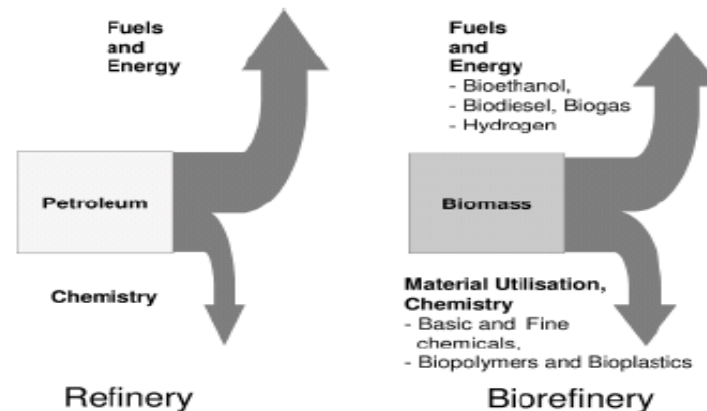 Fuels
and
Energy
Petroleum
Chemistry
Refinery
Fuels
and
Energy
- Bioethanol,
- Biodiesel, Biogas
- Hydrogen
Biomass
Material Utilisation,
Chemistry
- Basic and Fine
chemicals,
- Biopolymers and Bioplastics
Biorefinery